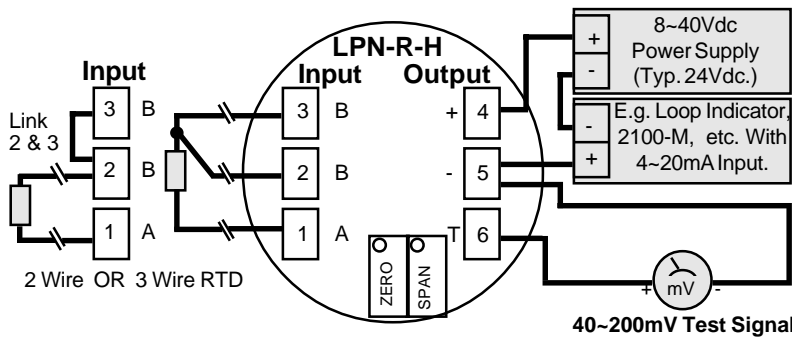 LPN-R-H
Input
Input Output
3 B
Link
2 & 3
2 B
1 A
2 Wire OR 3 Wire RTD
3 B
2 B
1 A
+ 4
- 5
T 6
ZERO
SPAN
+
-
8~40Vdc
Power Supply
(Typ. 24Vdc.)
-
+
E.g. Loop Indicator,
2100-M, etc. With
4~20mA Input.
+ mV -
40~200mV Test Signal